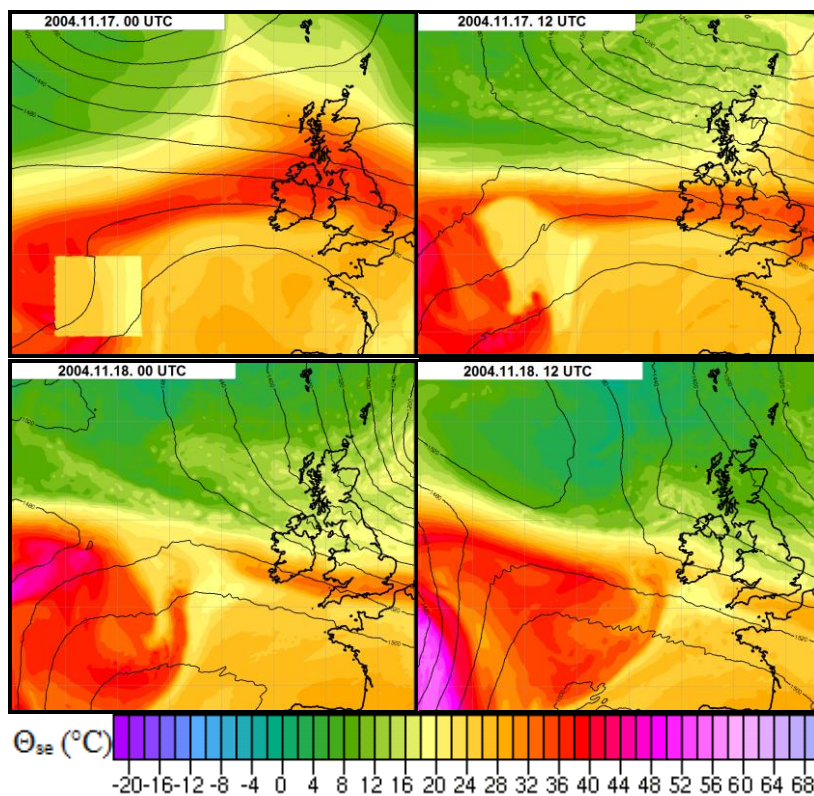 2004.11.17. 00 UTC
2004.11.17. 12 UTC
2004.11.18. 00 UTC
2004.11.18. 12 UTC
Θse (°C)
-20-16-12 -8 -4 0 4 8 12 16 20 24 28 32 36 40 44 48 52 56 60 64 68